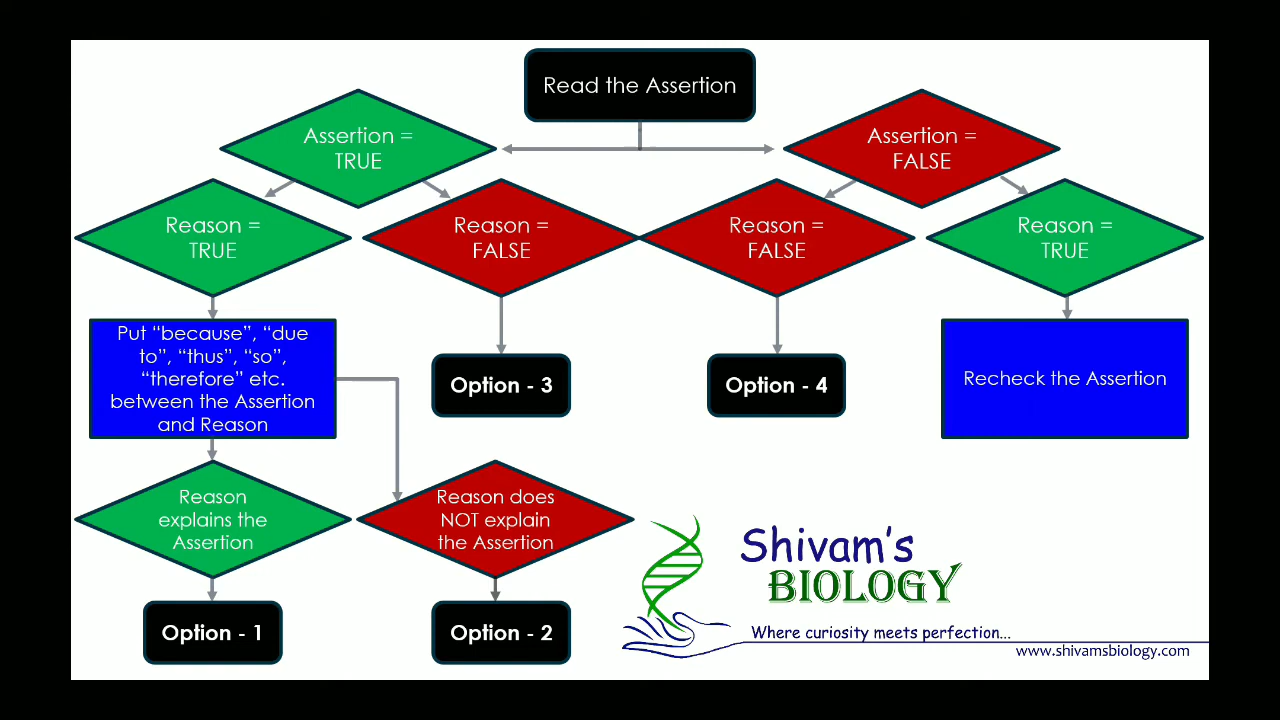 Read the Assertion
Assertion =
TRUE
Assertion =
FALSE
Reason =
TRUE
Reason =
FALSE
Reason =
FALSE
Reason =
TRUE
Put “because”, “due
to”, “thus”, “so”,
“therefore” etc.
between the Assertion
and Reason
Option - 3
Option - 4
Recheck the Assertion
Reason
explains the
Assertion
Reason does
NOT explain
the Assertion
Option - 1
Option - 2
Shivam’s
BIOLOGY
Where curiosity meets perfection...
www.shivamsbiology.com